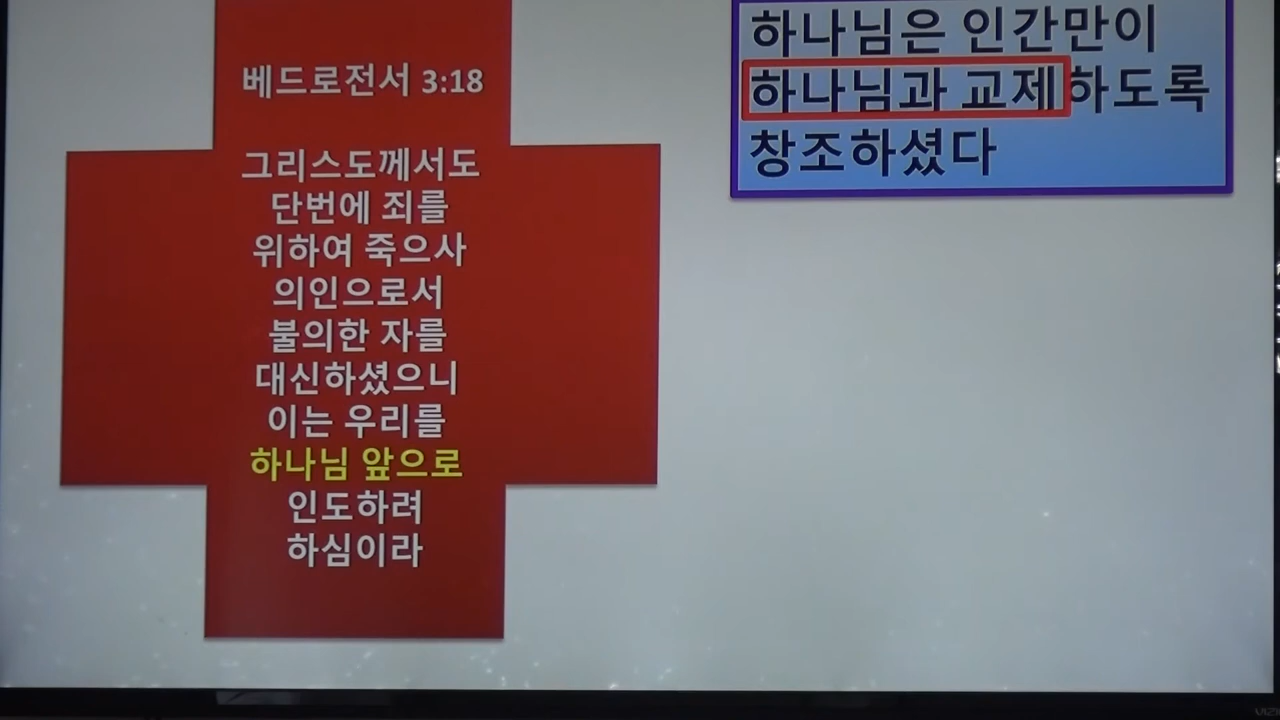 베드로전서 3:18
그리스도께서도
단번에 죄를
위하여 죽으사
의인으로서
불의한 자를
대신하셨으니
이는 우리를
하나님 앞으로
인도하려
하심이라
하나님은 인간만이
하나님과 교제하도록
창조하셨다